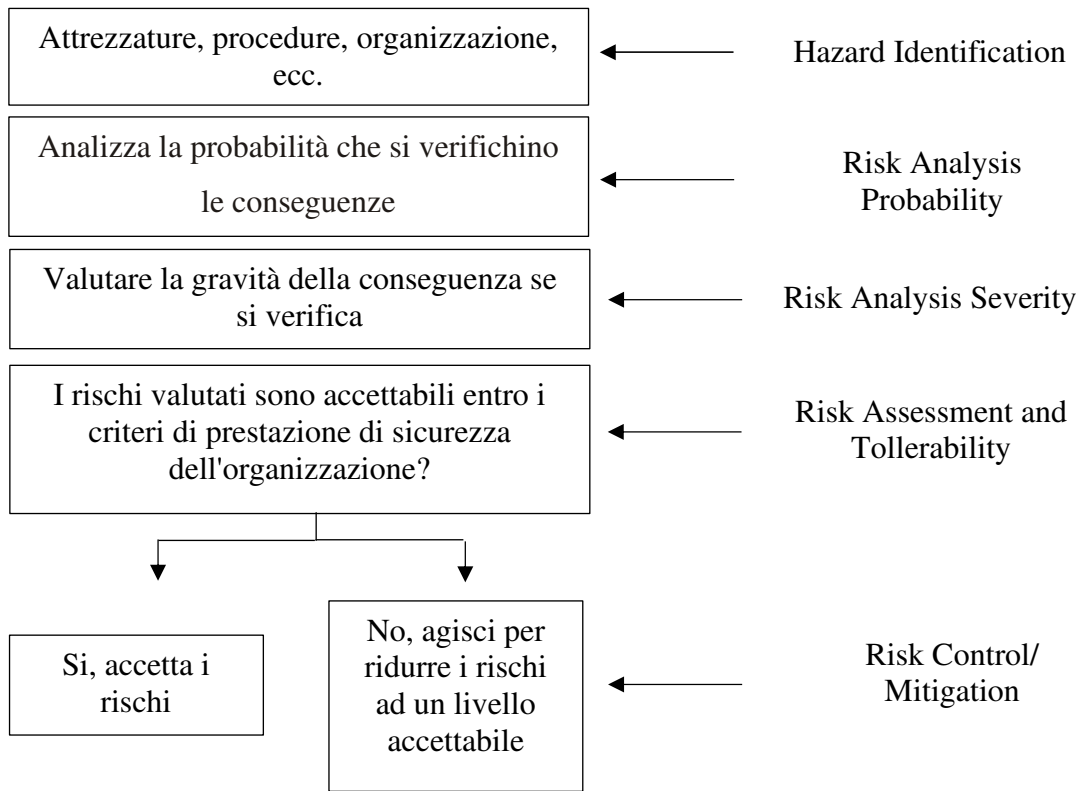 Attrezzature, procedure, organizzazione,
ecc.
Hazard Identification
Analizza la probabilità che si verifichino
le conseguenze
Risk Analysis
Probability
Valutare la gravità della conseguenza se
si verifica
Risk Analysis Severity
I rischi valutati sono accettabili entro i
criteri di prestazione di sicurezza
dell'organizzazione?
Risk Assessment and
Tollerability
Si, accetta i
rischi
No, agisci per
ridurre i rischi
ad un livello
accettabile
Risk Control/
Mitigation